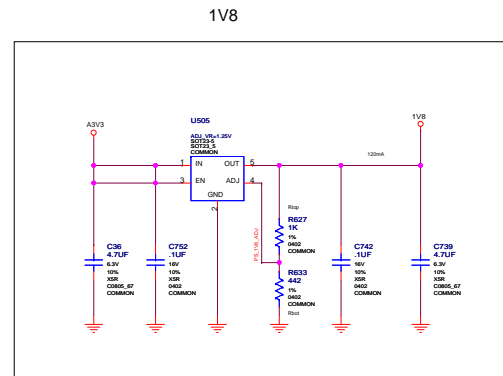 1V8
U505
A3V3
ADJ_VR=1.25V
SOT23-5
SOT23_5
COMMON
1V8
1 IN OUT 5
120mA
3 EN ADJ 4
GND
2
PS_1V8_ADJ
Rtop
R627
1K
1%
0402
COMMON
C36
4.7UF
6.3V
10%
X5R
C0805_67
COMMON
C752
.1UF
16V
10%
X5R
0402
COMMON
R633
442
1%
0402
COMMON
Rbot
C742
.1UF
16V
10%
X5R
0402
COMMON
C739
4.7UF
6.3V
10%
X5R
C0805_67
COMMON